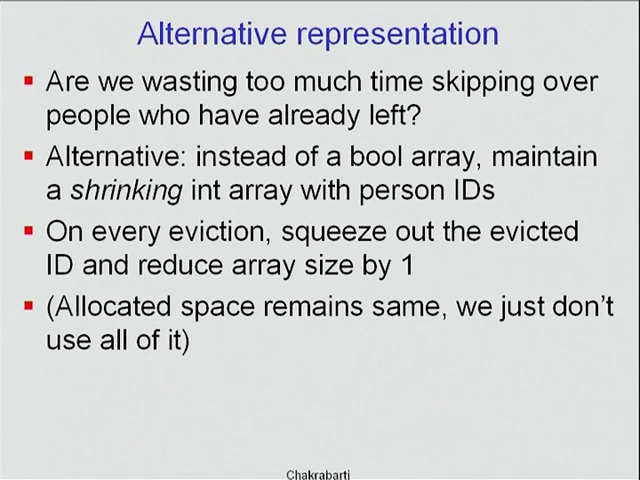 Alternative representation
Are we wasting too much time skipping over
people who have already left?
Alternative: instead of a bool array, maintain
a shrinking int array with person IDs
On every eviction, squeeze out the evicted
ID and reduce array size by 1
(Allocated space remains same, we just don't
use all of it)
Chakrabarti